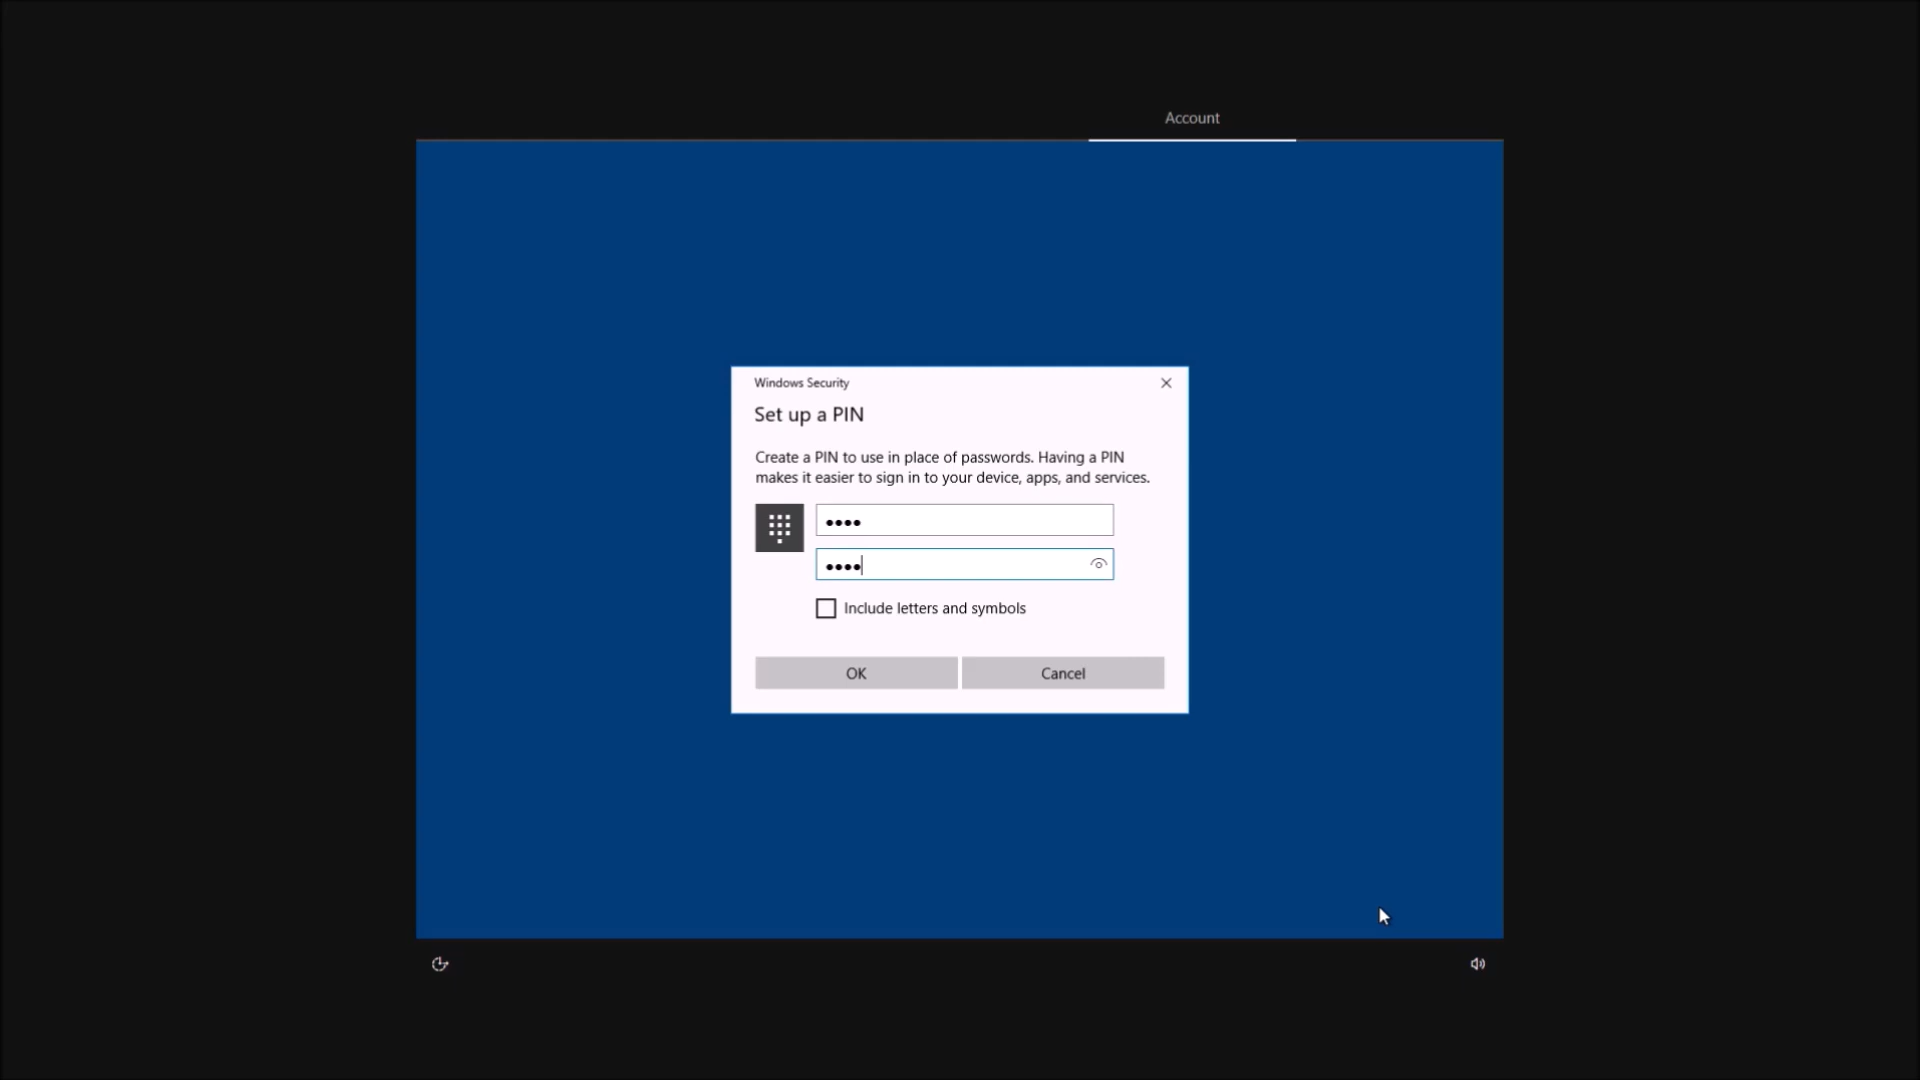 Account
Windows Security
Set up a PIN
Create a PIN to use in place of passwords. Having a PIN
makes it easier to sign in to your device, apps, and services.
Include letters and symbols
OK
Cancel